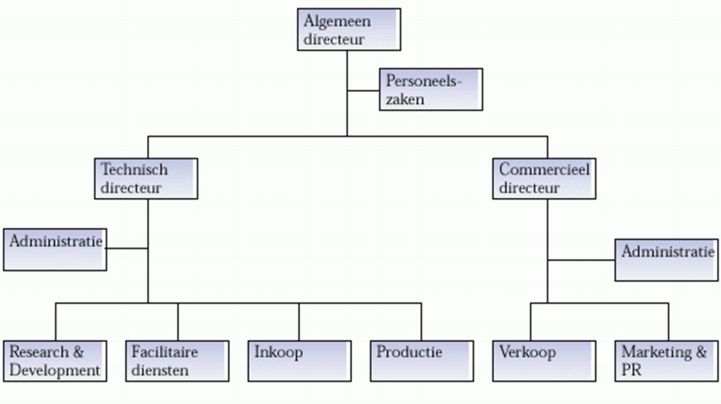 Algemeen
directeur
Personeels-
zaken
Technisch
directeur
Commercieel
directeur
Administratie
Administratie
Research &
Development
Facilitaire
diensten
Inkoop
Productie
Verkoop
Marketing &
PR